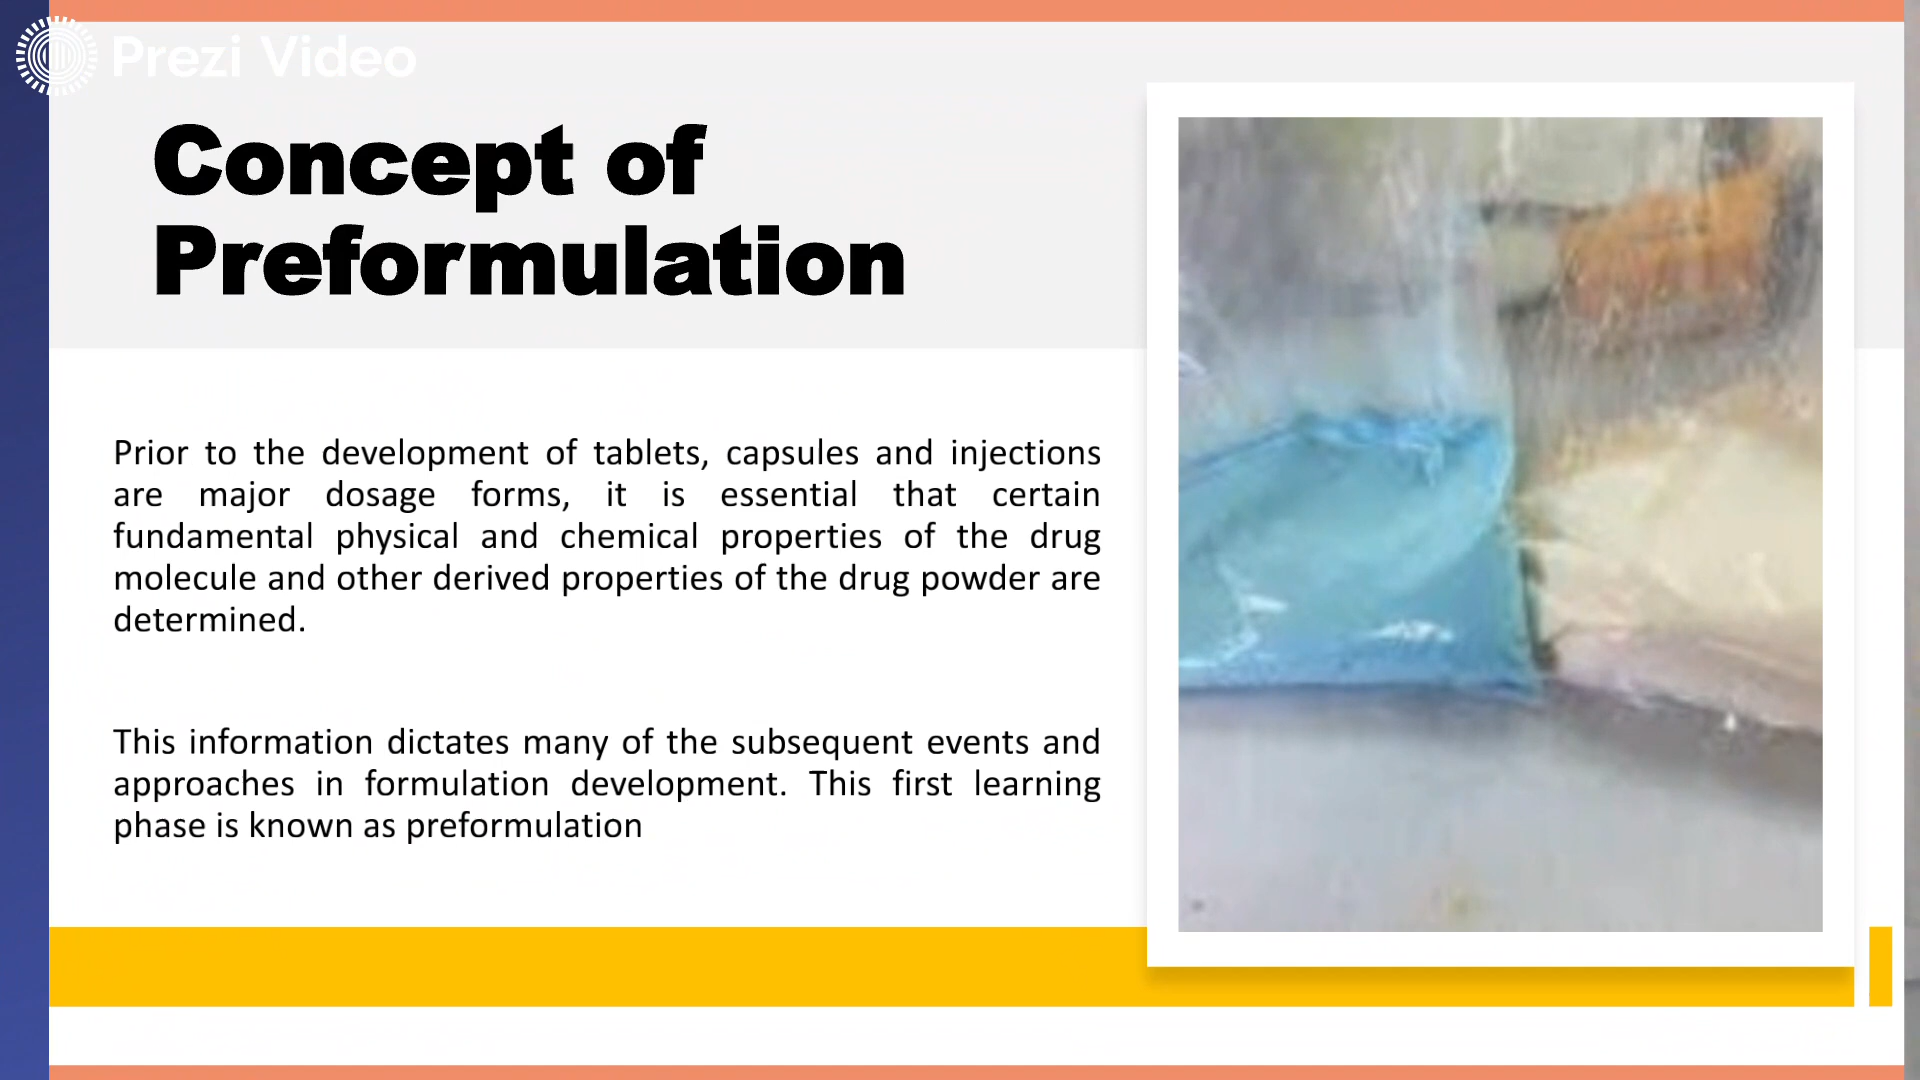 Prezi Video
Concept of
Preformulation
Prior to the development of tablets, capsules and injections
are major dosage forms, it is essential that certain
fundamental physical and chemical properties of the drug
molecule and other derived properties of the drug powder are
determined.
This information dictates many of the subsequent events and
approaches in formulation development. This first learning
phase is known as preformulation